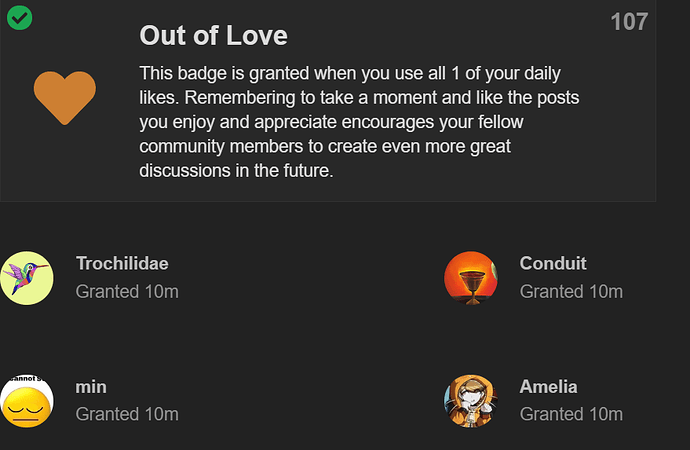 Out of Love
107
This badge is granted when you use all 1 of your daily
likes. Remembering to take a moment and like the posts
you enjoy and appreciate encourages your fellow
community members to create even more great
discussions in the future.
Trochilidae
Granted 10m
Conduit
Granted 10m
min
Granted 10m
Amelia
Granted 10m